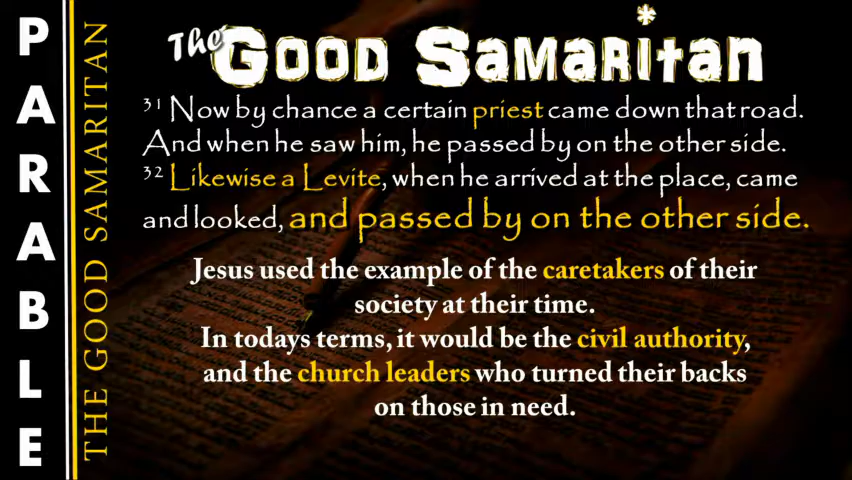 PARABLE
THE GOOD SAMARITAN
The Good Samaritan
31 Now by chance a certain priest came down that road.
And when he saw him, he passed by on the other side.
32 Likewise a Levite, when he arrived at the place, came
and looked, and passed by on the other side.
Jesus used the example of the caretakers of their
society at their time.
In todays terms, it would be the civil authority,
and the church leaders who turned their backs
on those in need.